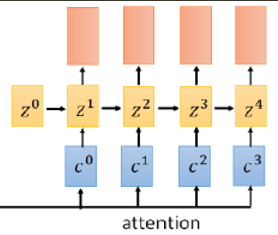 z⁰ z¹ z² z³ z⁴
c⁰ c¹ c² c³
attention